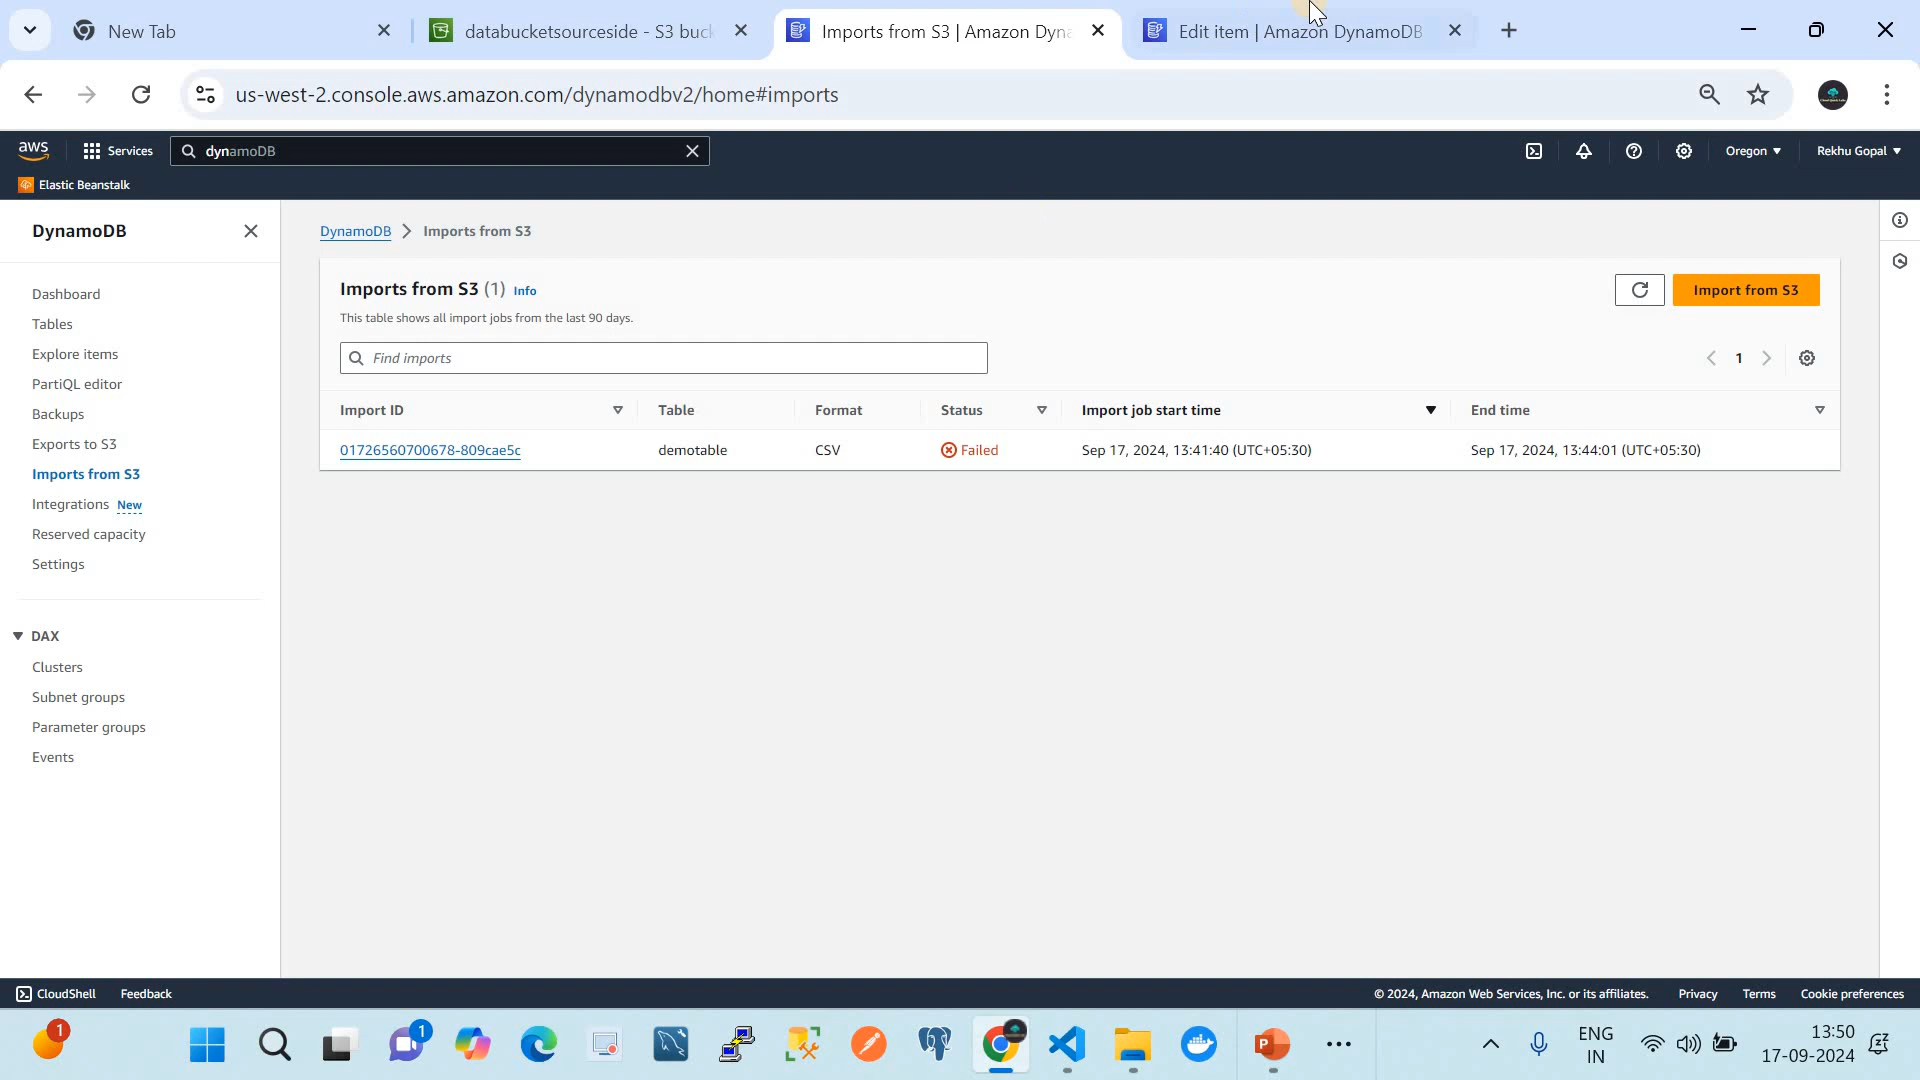 New Tab
databucketsourceside - S3 buc
Imports from S3 | Amazon Dyna
Edit item | Amazon DynamoDB
us-west-2.console.aws.amazon.com/dynamodbv2/home#imports
aws
Services
dynamoDB
Oregon
Rekhu Gopal
Elastic Beanstalk
DynamoDB
Dashboard
Tables
Explore items
PartiQL editor
Backups
Exports to S3
Imports from S3
Integrations New
Reserved capacity
Settings
DAX
Clusters
Subnet groups
Parameter groups
Events
DynamoDB > Imports from S3
Imports from S3 (1) Info
This table shows all import jobs from the last 90 days.
Import from S3
Find imports
1
Import ID Table Format Status Import job start time End time
01726560700678-809cae5c demotable CSV Failed Sep 17, 2024, 13:41:40 (UTC+05:30) Sep 17, 2024, 13:44:01 (UTC+05:30)
CloudShell Feedback
© 2024, Amazon Web Services, Inc. or its affiliates. Privacy Terms Cookie preferences
1
1
ENG
IN
13:50
17-09-2024